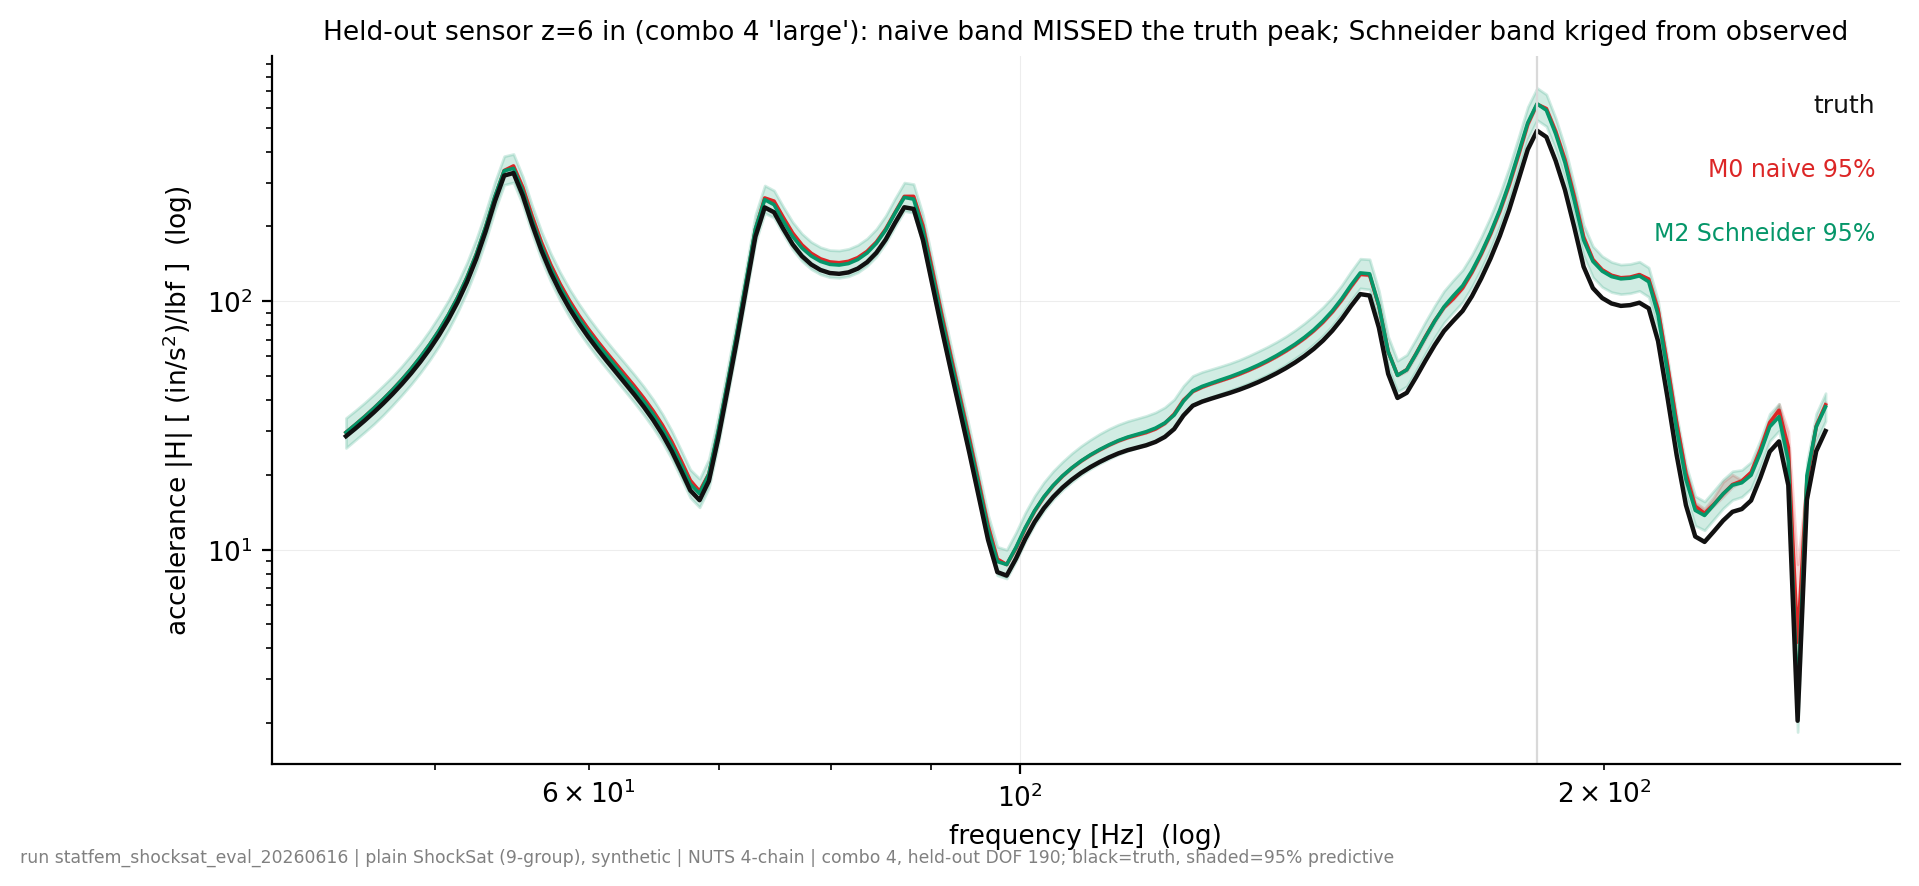 Held-out sensor z=6 in (combo 4 'large'): naive band MISSED the truth peak; Schneider band kriged from observed
truth
M0 naive 95%
M2 Schneider 95%
accelerance |H| [ (in/s²)/lbf ]  (log)
10²
10¹
6 × 10¹
10²
2 × 10²
frequency [Hz]  (log)
run statfem_shocksat_eval_20260616 | plain ShockSat (9-group), synthetic | NUTS 4-chain | combo 4, held-out DOF 190; black=truth, shaded=95% predictive